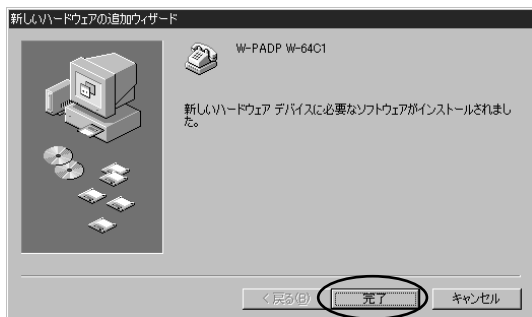 新しいハードウェアの追加ウィザード
W-PADP W-64C1
新しいハードウェア デバイスに必要なソフトウェアがインストールされまし
た。
< 戻る(B)
完了
キャンセル